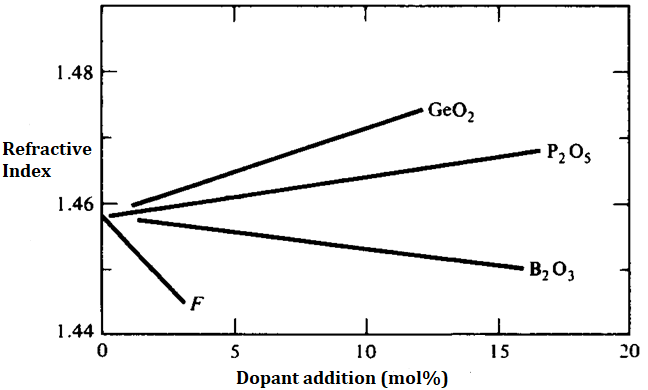 1.48
GeO₂
Refractive
Index
P₂O₅
1.46
B₂O₃
F
1.44
0 5 10 15 20
Dopant addition (mol%)